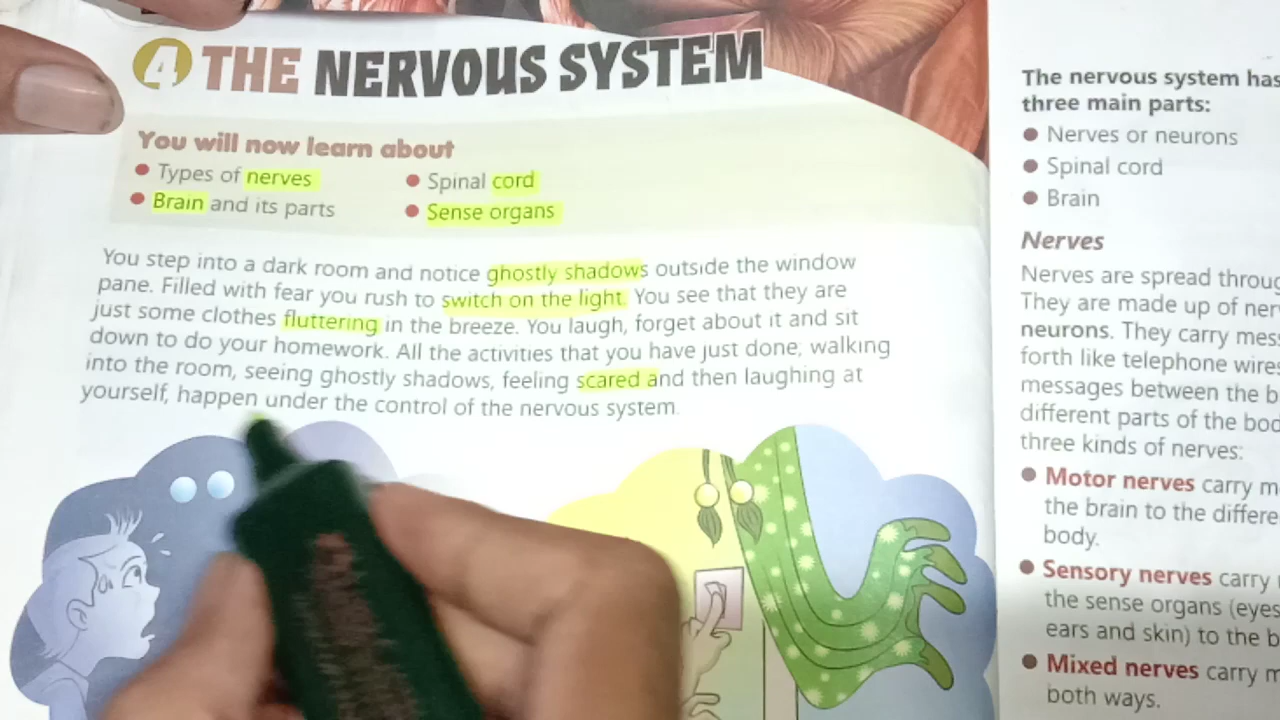 4 THE NERVOUS SYSTEM
You will now learn about
Types of nerves
Spinal cord
Brain and its parts
Sense organs
You step into a dark room and notice ghostly shadows outside the window
pane. Filled with fear you rush to switch on the light. You see that they are
just some clothes fluttering in the breeze. You laugh, forget about it and sit
down to do your homework. All the activities that you have just done; walking
into the room, seeing ghostly shadows, feeling scared and then laughing at
yourself, happen under the control of the nervous system.
The nervous system has
three main parts:
Nerves or neurons
Spinal cord
Brain
Nerves
Nerves are spread
They are made up of
neurons. They carry
forth like telephone
messages between the
different parts of the
three kinds of nerves:
Motor nerves carry
the brain to the
body.
Sensory nerves carry
the sense organs (eyes
ears and skin) to the
Mixed nerves carry
both ways.